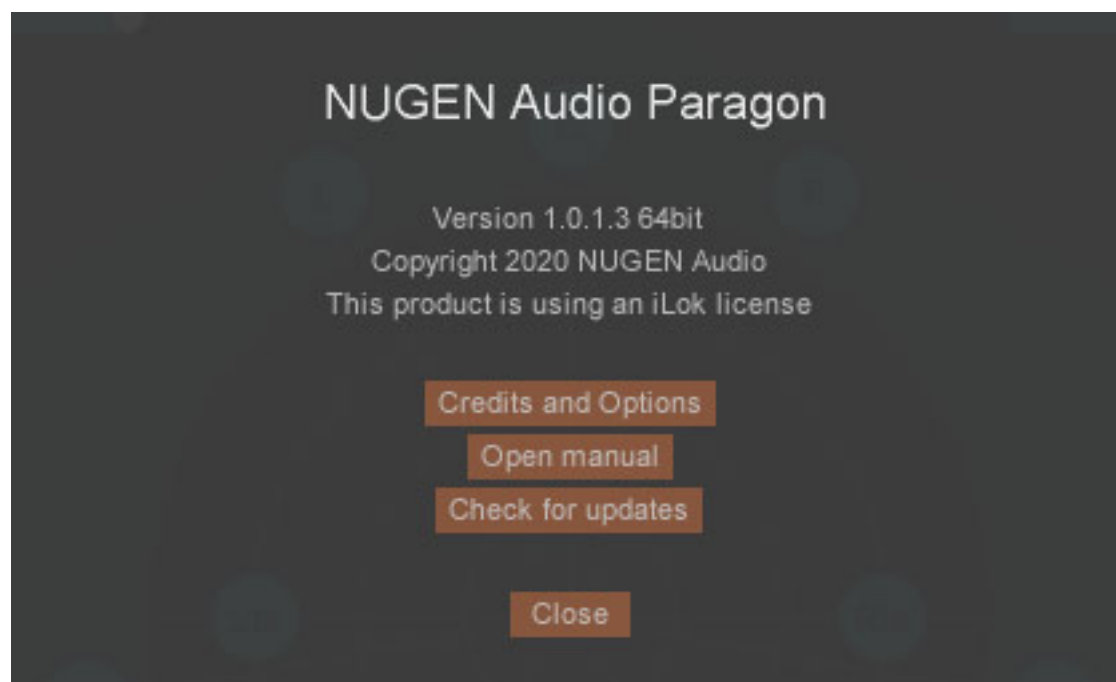 NUGEN Audio Paragon
Version 1.0.1.3 64bit
Copyright 2020 NUGEN Audio
This product is using an iLok license
Credits and Options
Open manual
Check for updates
Close